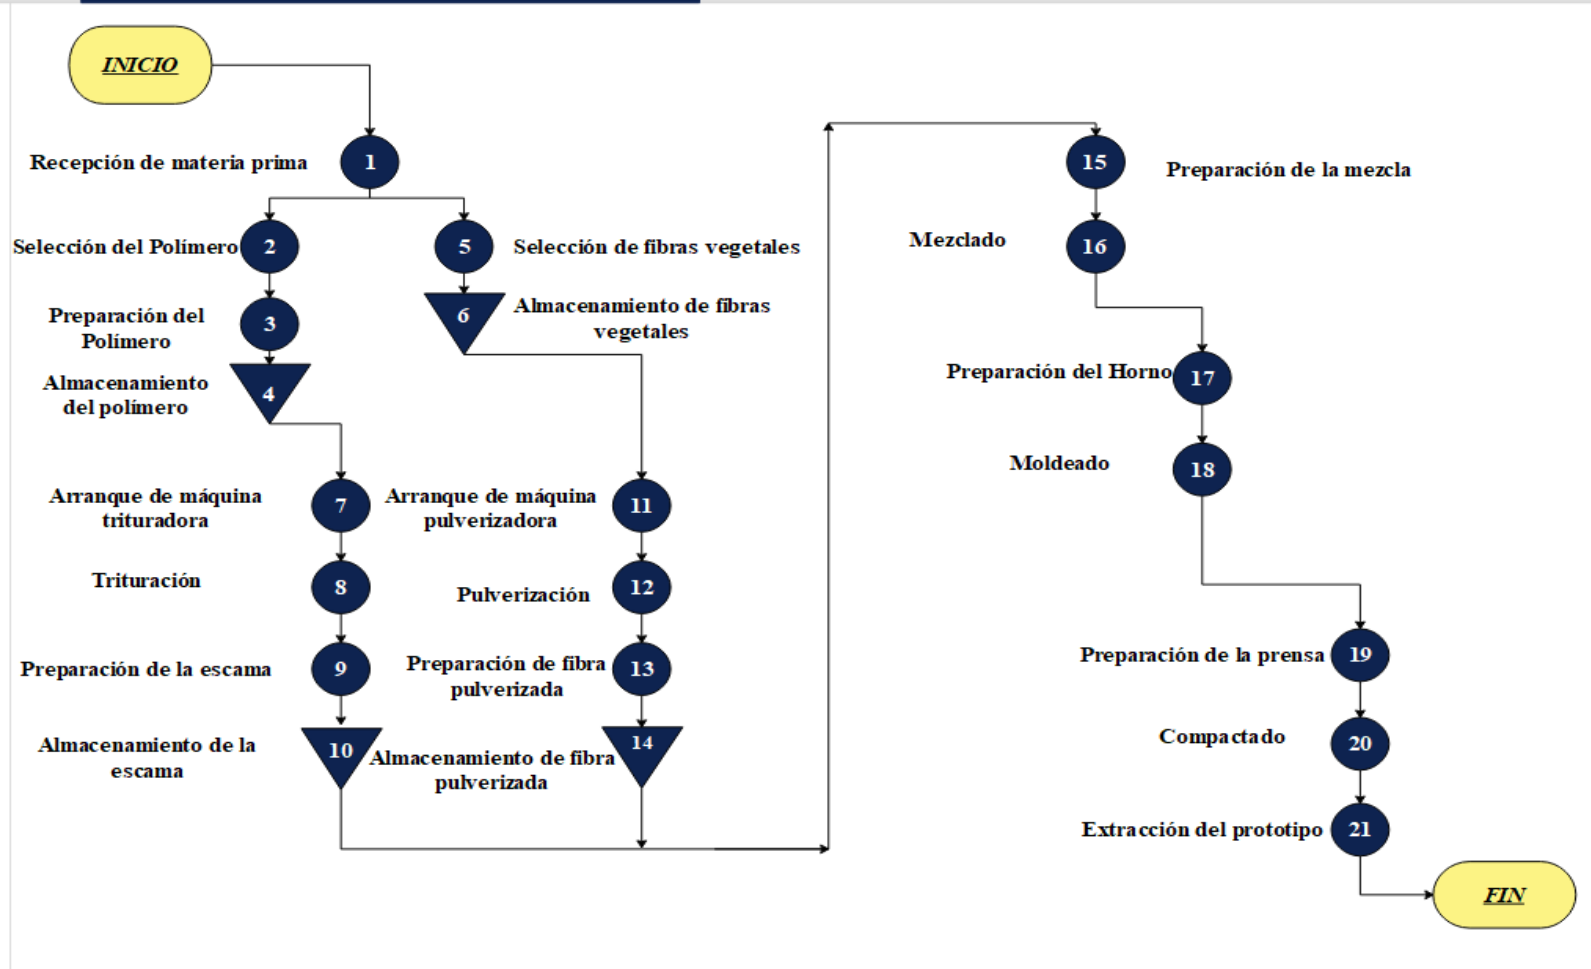 INICIO
Recepción de materia prima
1
Selección del Polímero
2
5
Selección de fibras vegetales
Preparación del
Polímero
3
6
Almacenamiento de fibras
vegetales
Almacenamiento
del polímero
4
Arranque de máquina
trituradora
7
Arranque de máquina
pulverizadora
11
Trituración
8
Pulverización
12
Preparación de la escama
9
Preparación de fibra
pulverizada
13
Almacenamiento de la
escama
10
Almacenamiento de fibra
pulverizada
14
15
Preparación de la mezcla
Mezclado
16
Preparación del Horno
17
Moldeado
18
Preparación de la prensa
19
Compactado
20
Extracción del prototipo
21
FIN